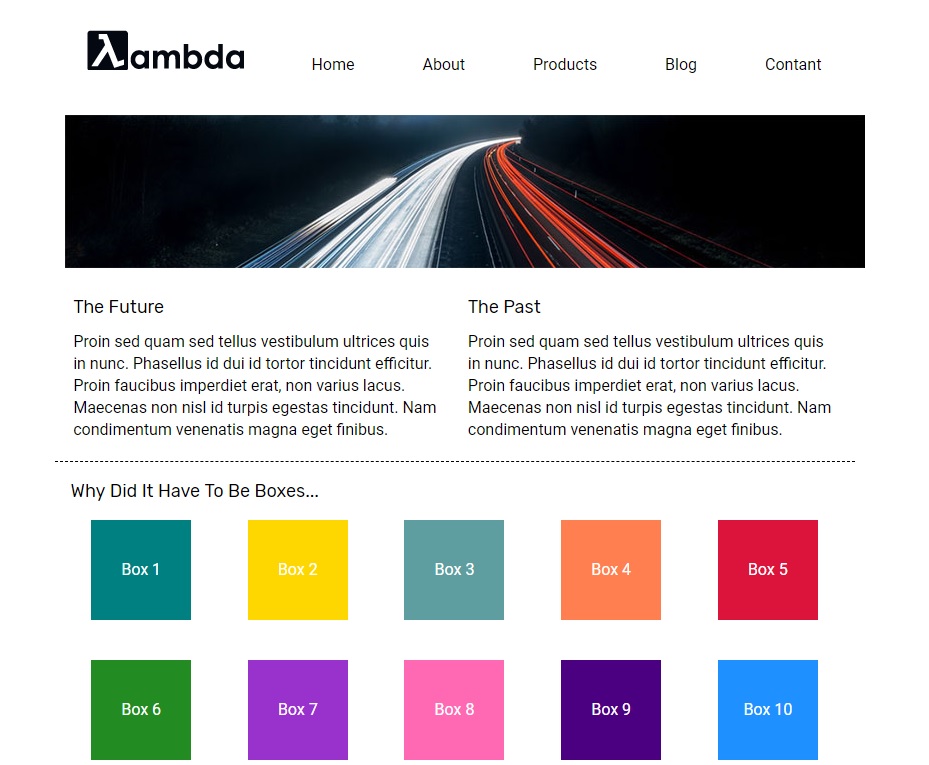 λambda
Home About Products Blog Contant
The Future
Proin sed quam sed tellus vestibulum ultrices quis
in nunc. Phasellus id dui id tortor tincidunt efficitur.
Proin faucibus imperdiet erat, non varius lacus.
Maecenas non nisl id turpis egestas tincidunt. Nam
condimentum venenatis magna eget finibus.
The Past
Proin sed quam sed tellus vestibulum ultrices quis
in nunc. Phasellus id dui id tortor tincidunt efficitur.
Proin faucibus imperdiet erat, non varius lacus.
Maecenas non nisl id turpis egestas tincidunt. Nam
condimentum venenatis magna eget finibus.
Why Did It Have To Be Boxes...
Box 1 Box 2 Box 3 Box 4 Box 5
Box 6 Box 7 Box 8 Box 9 Box 10